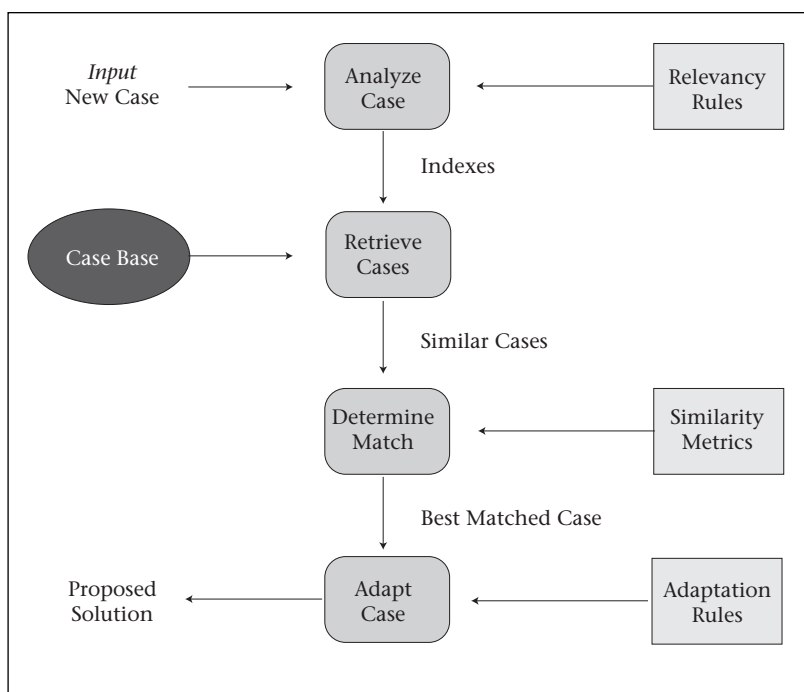 Input
New Case
Analyze
Case
Relevancy
Rules
Indexes
Case Base
Retrieve
Cases
Similar Cases
Determine
Match
Similarity
Metrics
Best Matched Case
Proposed
Solution
Adapt
Case
Adaptation
Rules